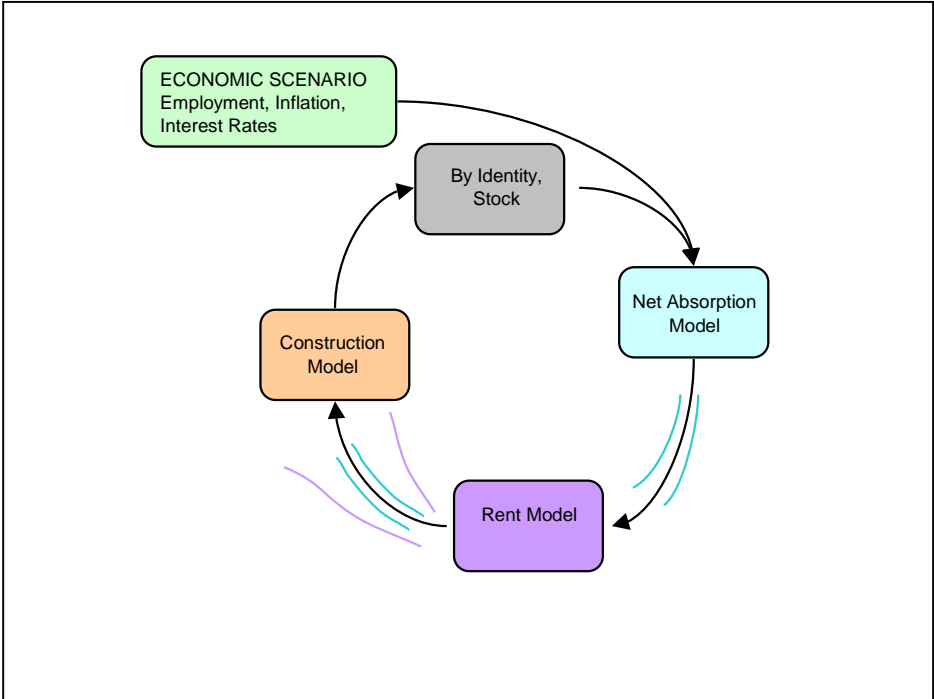 ECONOMIC SCENARIO
Employment, Inflation,
Interest Rates
By Identity,
Stock
Net Absorption
Model
Construction
Model
Rent Model